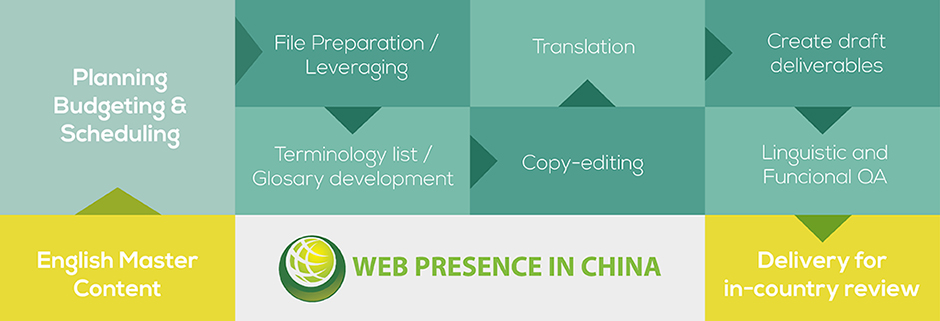 Planning
Budgeting &
Scheduling
File Preparation /
Leveraging
Translation
Create draft
deliverables
Terminology list /
Glosary development
Copy-editing
Linguistic and
Funcional QA
English Master
Content
WEB PRESENCE IN CHINA
Delivery for
in-country review